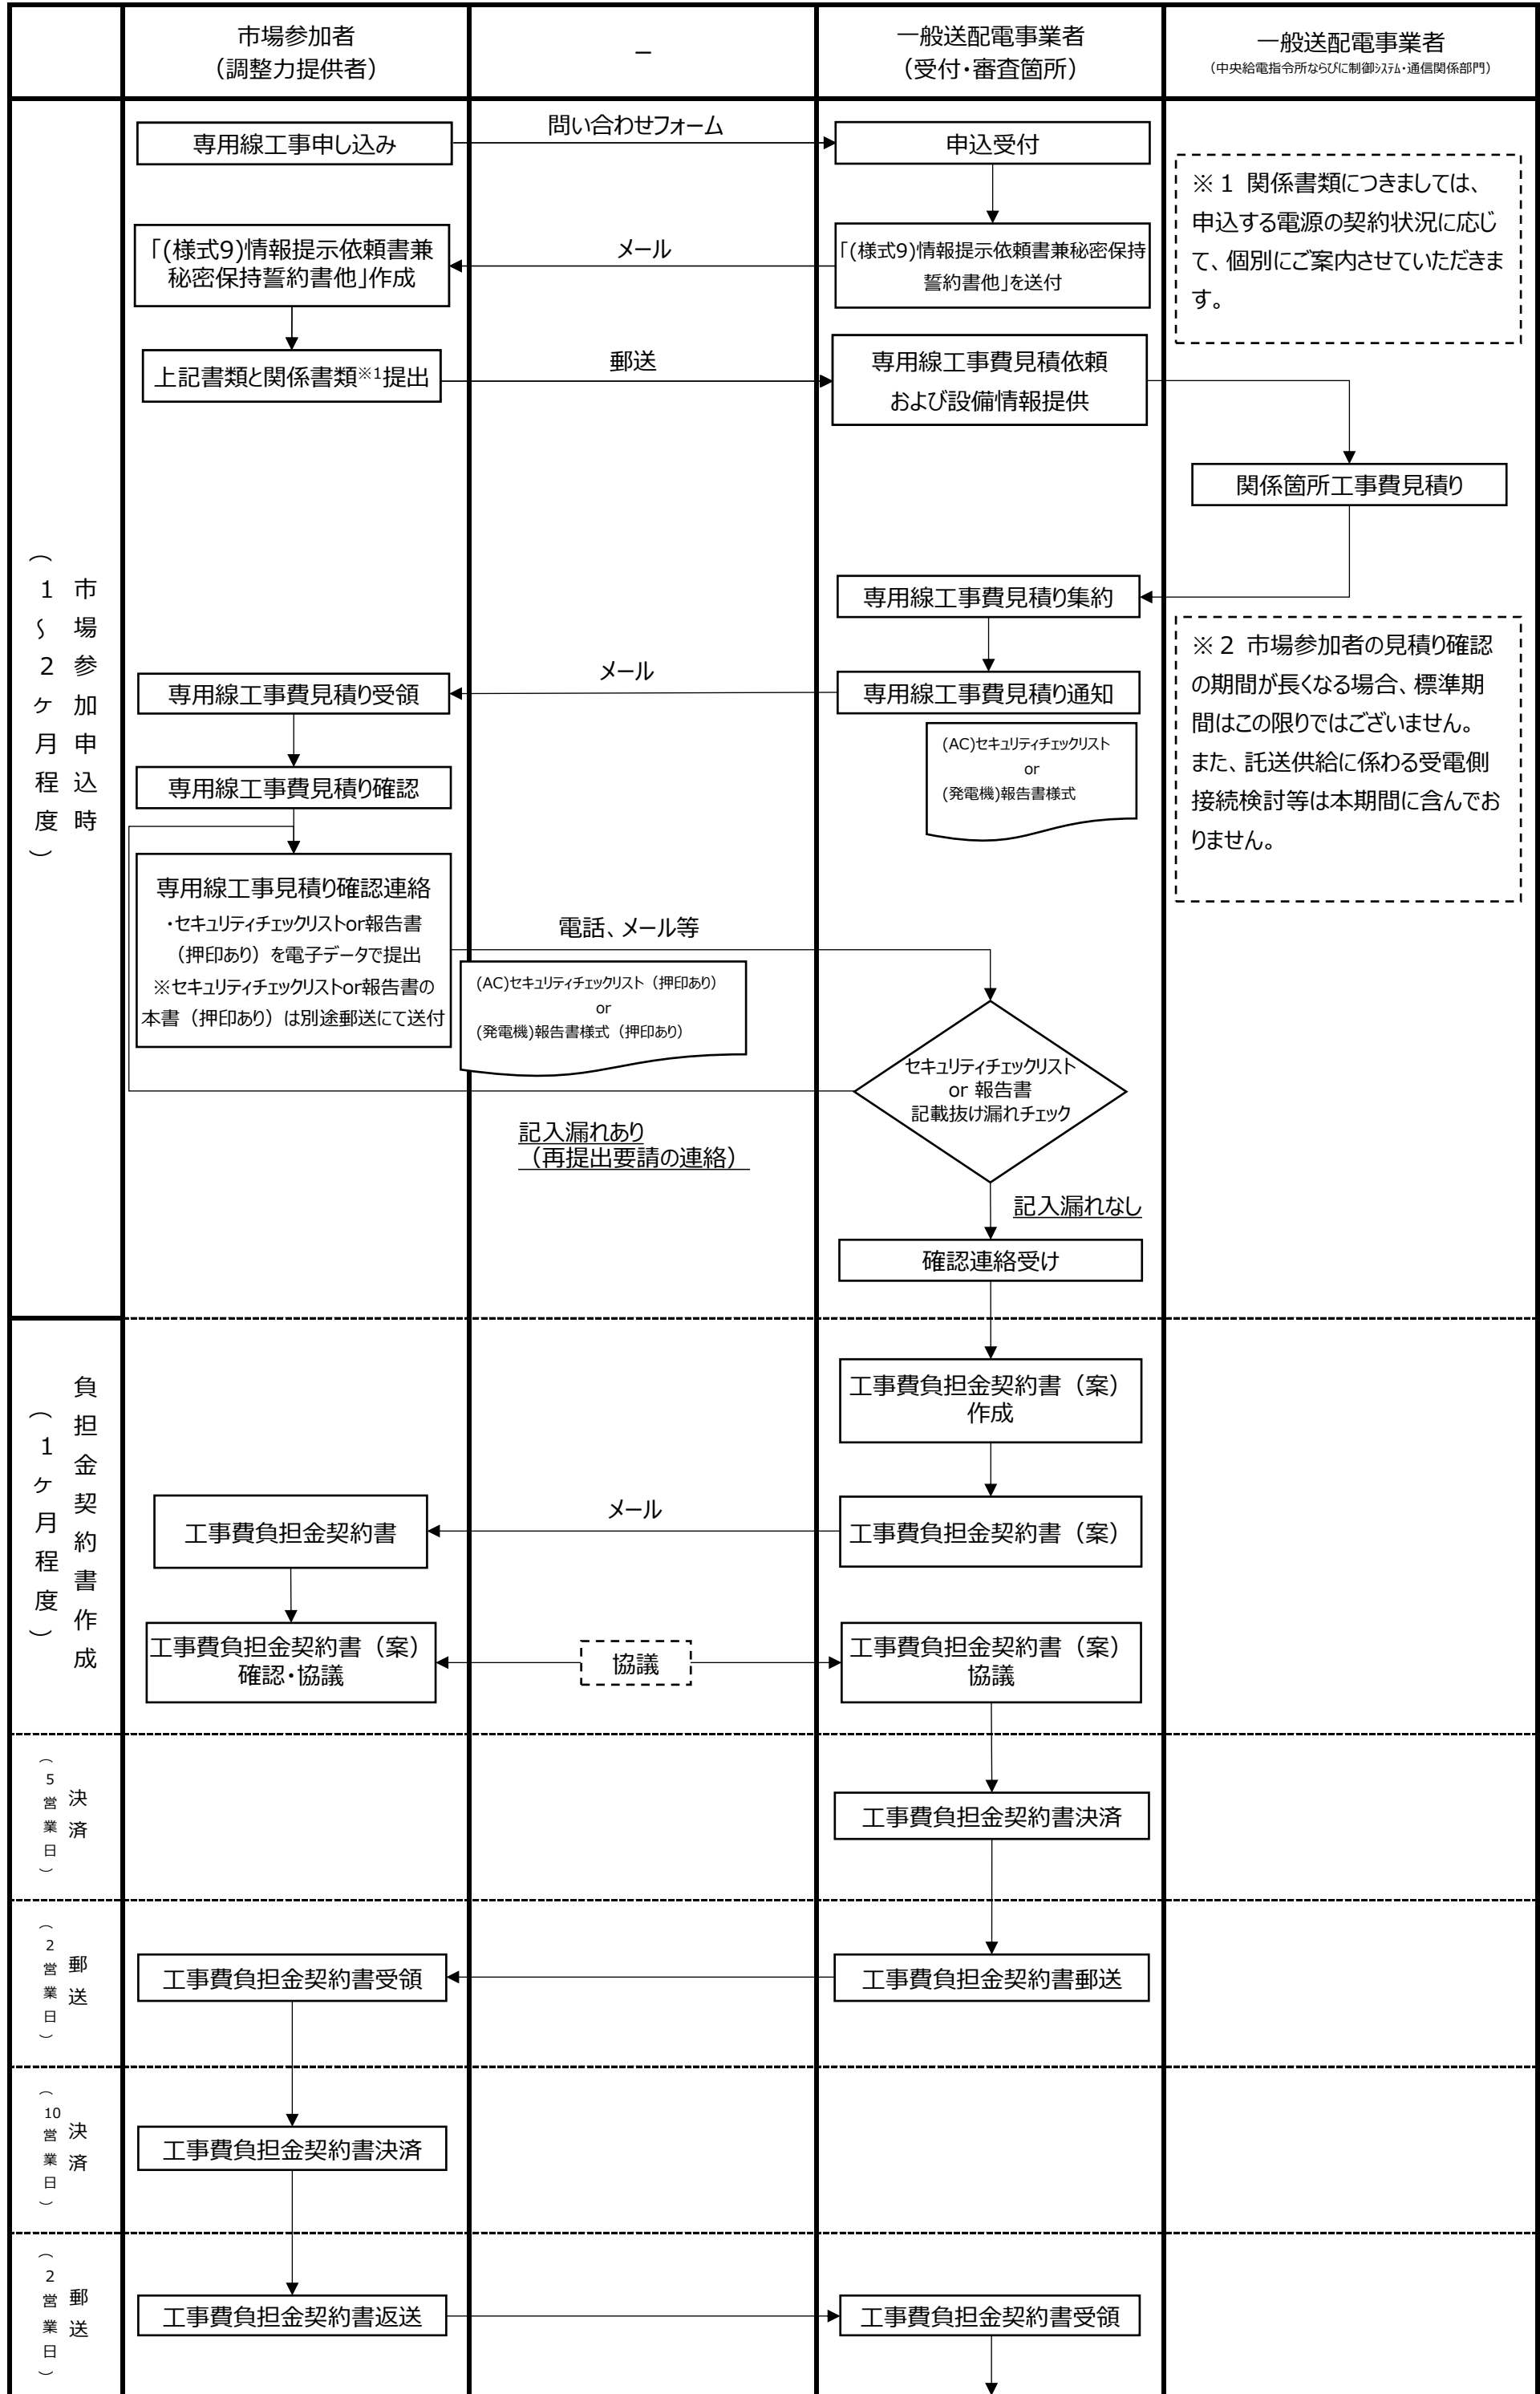 市場参加者
（調整力提供者）
－
一般送配電事業者
（受付・審査箇所）
一般送配電事業者
（中央給電指令所ならびに制御ｼｽﾃﾑ・通信関係部門）
市場参加申込時
（１～２ヶ月程度）
専用線工事申し込み
問い合わせフォーム
申込受付
※１ 関係書類につきましては、
申込する電源の契約状況に応じ
て、個別にご案内させていただきま
す。
「(様式9)情報提示依頼書兼
秘密保持誓約書他」作成
メール
「(様式9)情報提示依頼書兼秘密保持
誓約書他」を送付
上記書類と関係書類※1提出
郵送
専用線工事費見積依頼
および設備情報提供
関係箇所工事費見積り
専用線工事費見積り集約
※２ 市場参加者の見積り確認
の期間が長くなる場合、標準期
間はこの限りではございません。
また、託送供給に係わる受電側
接続検討等は本期間に含んでお
りません。
専用線工事費見積り受領
メール
専用線工事費見積り通知
(AC)セキュリティチェックリスト
or
(発電機)報告書様式
専用線工事費見積り確認
専用線工事見積り確認連絡
・セキュリティチェックリストor報告書
（押印あり）を電子データで提出
※セキュリティチェックリストor報告書の
本書（押印あり）は別途郵送にて送付
電話、メール等
(AC)セキュリティチェックリスト（押印あり）
or
(発電機)報告書様式（押印あり）
セキュリティチェックリスト
or 報告書
記載抜け漏れチェック
記入漏れあり
（再提出要請の連絡）
記入漏れなし
確認連絡受け
負担金契約書作成
（１ヶ月程度）
工事費負担金契約書（案）
作成
工事費負担金契約書
メール
工事費負担金契約書（案）
工事費負担金契約書（案）
確認・協議
協議
工事費負担金契約書（案）
協議
決済
（5営業日）
工事費負担金契約書決済
郵送
（2営業日）
工事費負担金契約書受領
工事費負担金契約書郵送
決済
（10営業日）
工事費負担金契約書決済
郵送
（2営業日）
工事費負担金契約書返送
工事費負担金契約書受領